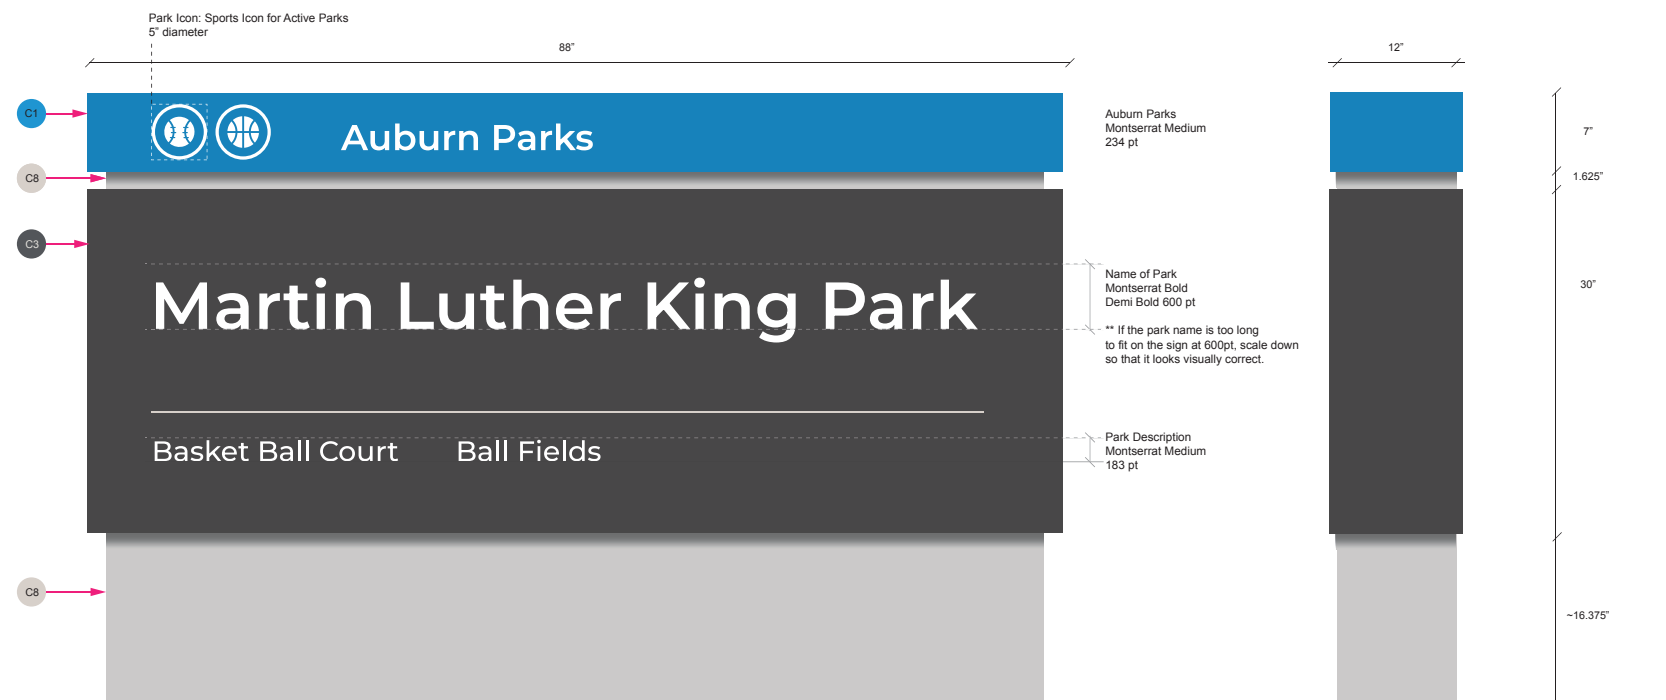 Park Icon: Sports Icon for Active Parks
5” diameter
88”
12”
C1
Auburn Parks
Auburn Parks
Montserrat Medium
234 pt
7”
C8
1.625”
C3
Martin Luther King Park
Name of Park
Montserrat Bold
Demi Bold 600 pt
** If the park name is too long
to fit on the sign at 600pt, scale down
so that it looks visually correct.
30”
Basket Ball Court Ball Fields
Park Description
Montserrat Medium
183 pt
C8
~16.375”